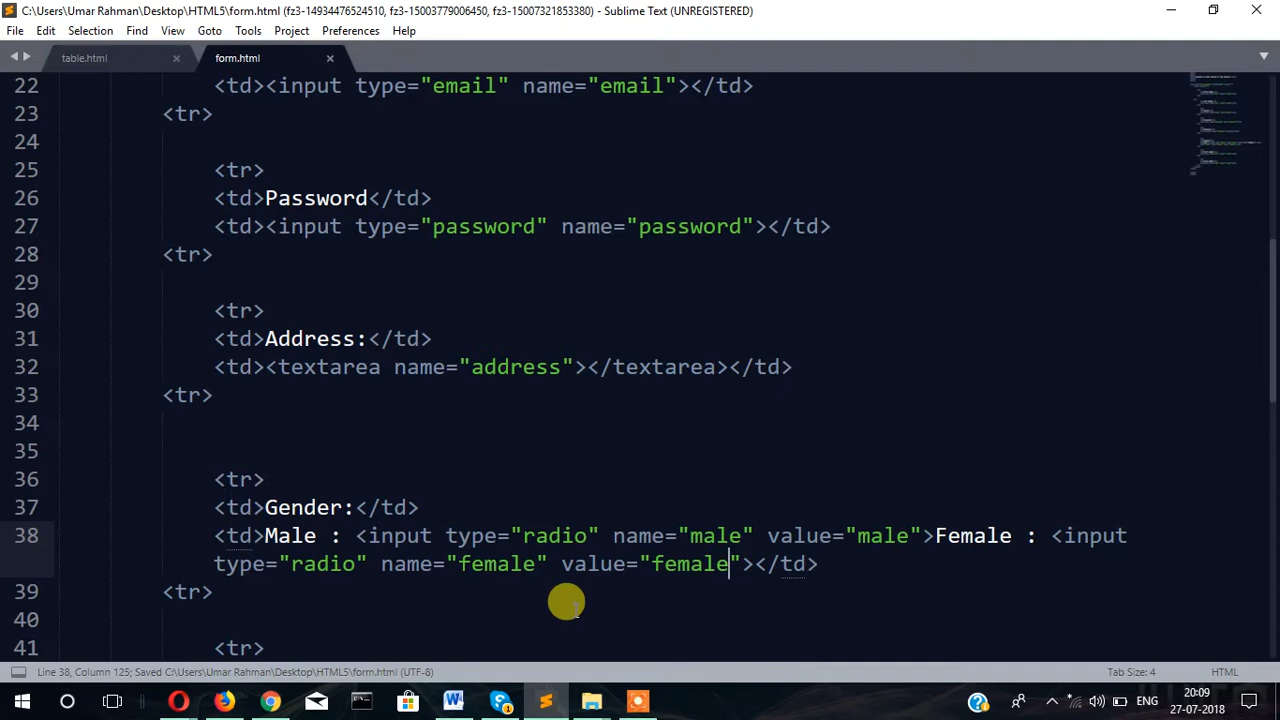 C:\Users\Umar Rahman\Desktop\HTML5\form.html (fz3-14934476524510, fz3-15003779006450, fz3-15007321853380) - Sublime Text (UNREGISTERED)
File Edit Selection Find View Goto Tools Project Preferences Help
table.html form.html
22 <td><input type="email" name="email"></td>
23 <tr>
24
25 <tr>
26 <td>Password</td>
27 <td><input type="password" name="password"></td>
28 <tr>
29
30 <tr>
31 <td>Address:</td>
32 <td><textarea name="address"></textarea></td>
33 <tr>
34
35
36 <tr>
37 <td>Gender:</td>
38 <td>Male : <input type="radio" name="male" value="male">Female : <input
type="radio" name="female" value="female"></td>
39 <tr>
40
41 <tr>
Line 38, Column 125; Saved C:\Users\Umar Rahman\Desktop\HTML5\form.html (UTF-8) Tab Size: 4 HTML
ENG 20:09
27-07-2018